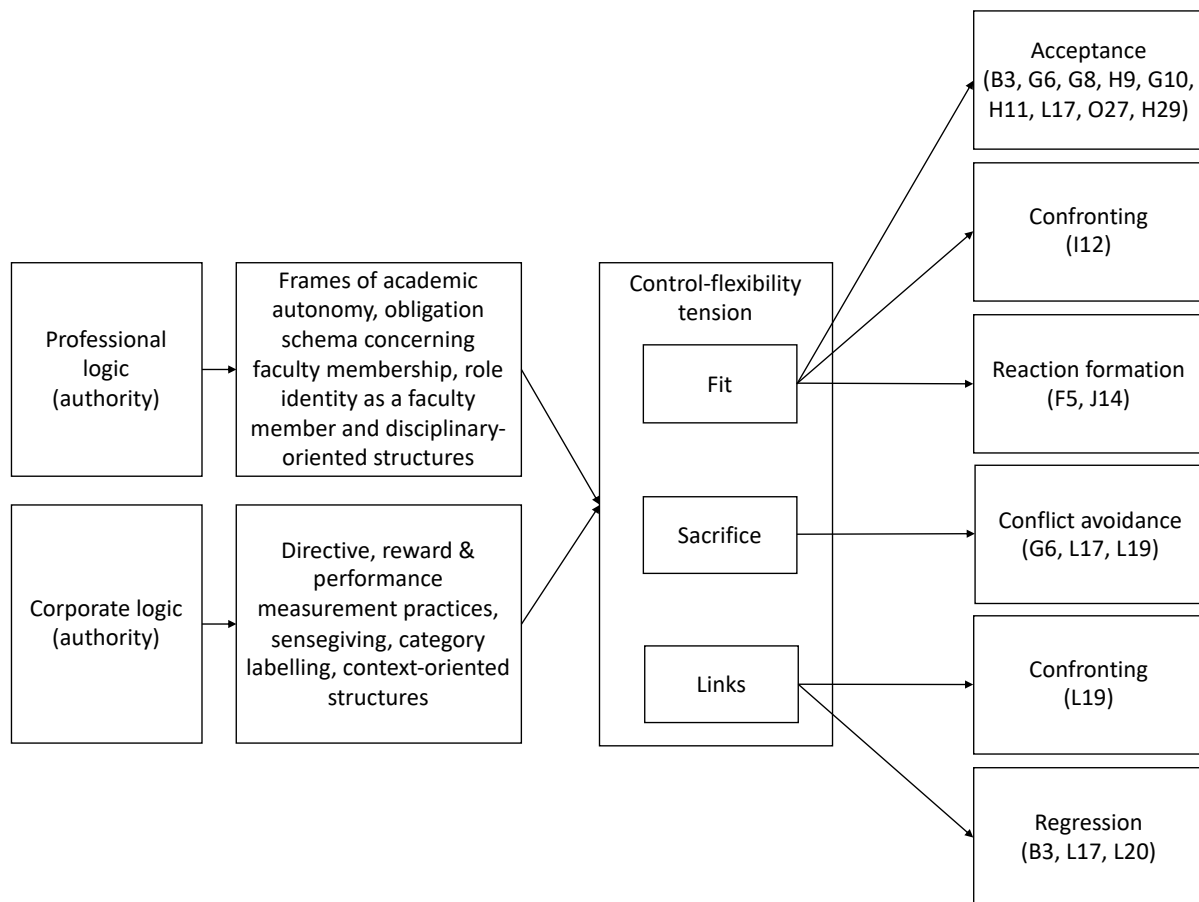 Professional
logic
(authority)
Frames of academic
autonomy, obligation
schema concerning
faculty membership, role
identity as a faculty
member and disciplinary-
oriented structures
Corporate logic
(authority)
Directive, reward &
performance
measurement practices,
sensegiving, category
labelling, context-oriented
structures
Control-flexibility
tension
Fit
Sacrifice
Links
Acceptance
(B3, G6, G8, H9, G10,
H11, L17, O27, H29)
Confronting
(I12)
Reaction formation
(F5, J14)
Conflict avoidance
(G6, L17, L19)
Confronting
(L19)
Regression
(B3, L17, L20)